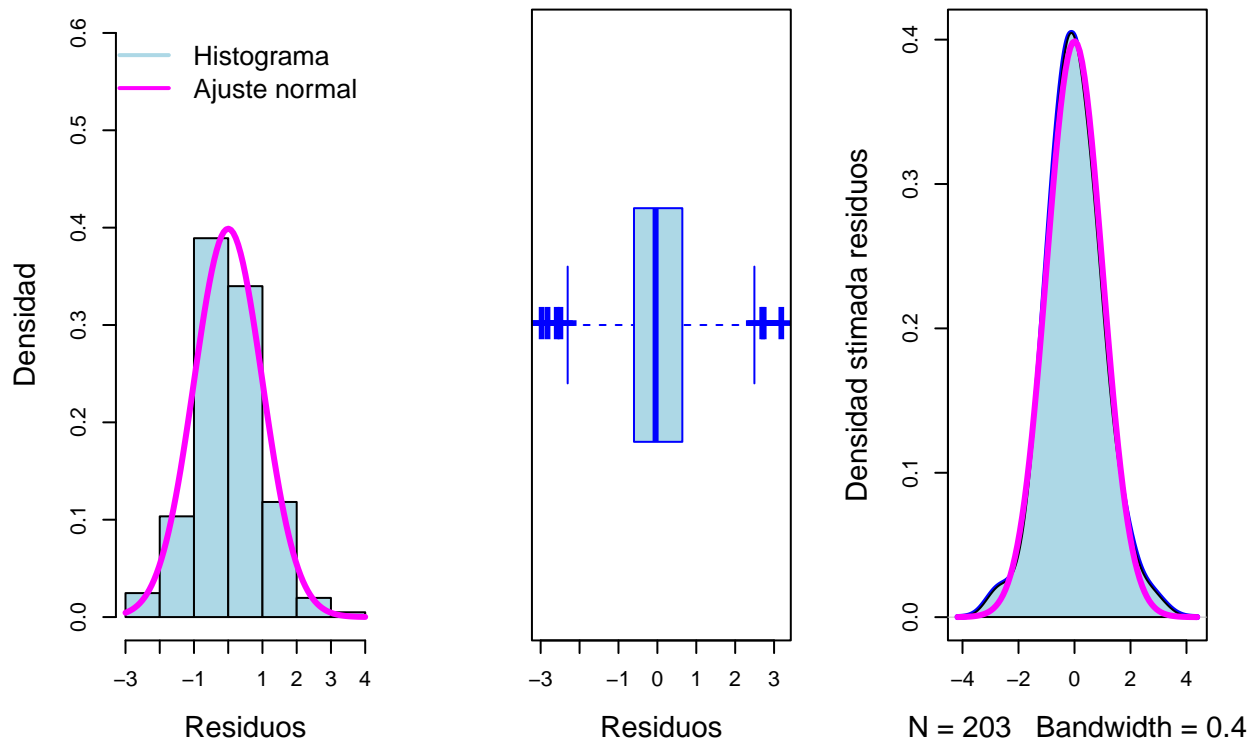 Histograma
Ajuste normal
Densidad
0.0 0.1 0.2 0.3 0.4 0.5 0.6
−3 −1 1 2 3 4
Residuos
−3 −1 0 1 2 3
Residuos
Densidad stimada residuos
0.0 0.1 0.2 0.3 0.4
−4 −2 0 2 4
N = 203 Bandwidth = 0.4